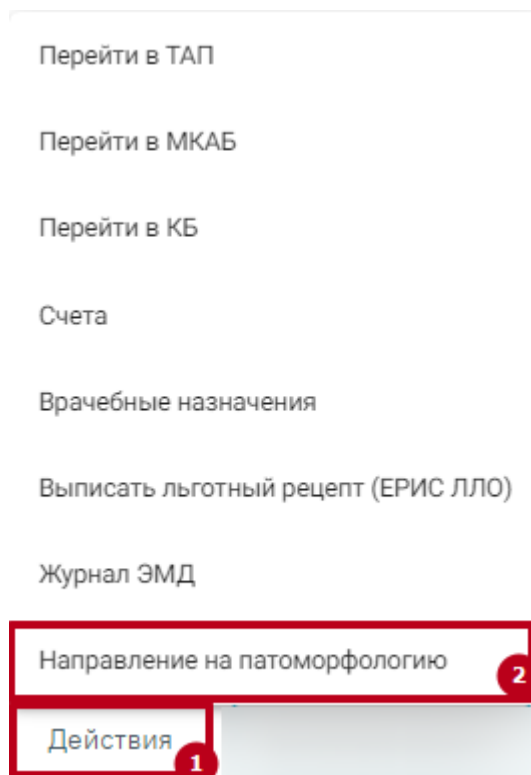 Перейти в ТАП
Перейти в МКАБ
Перейти в КБ
Счета
Врачебные назначения
Выписать льготный рецепт (ЕРИС ЛЛО)
Журнал ЭМД
Направление на патоморфологию
2
Действия
1